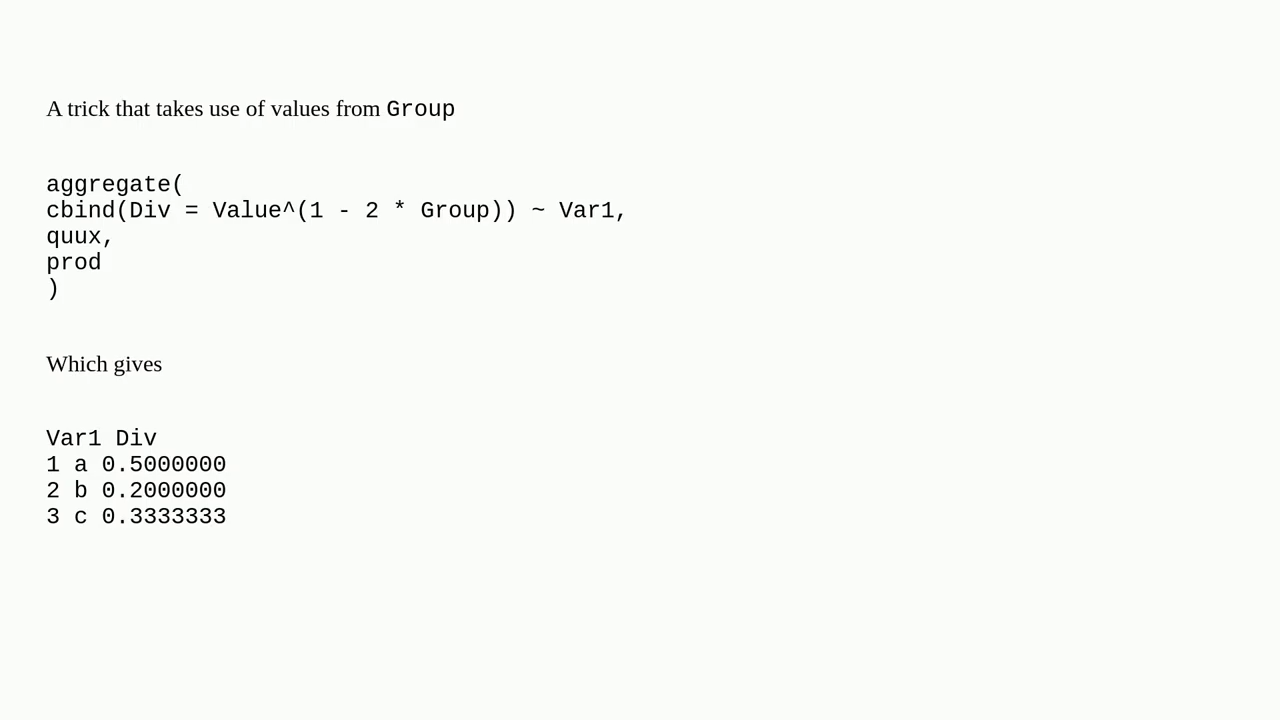 A trick that takes use of values from Group
aggregate(
cbind(Div = Value^(1 - 2 * Group)) ~ Var1,
quux,
prod
)
Which gives
Var1 Div
1 a 0.5000000
2 b 0.2000000
3 c 0.3333333